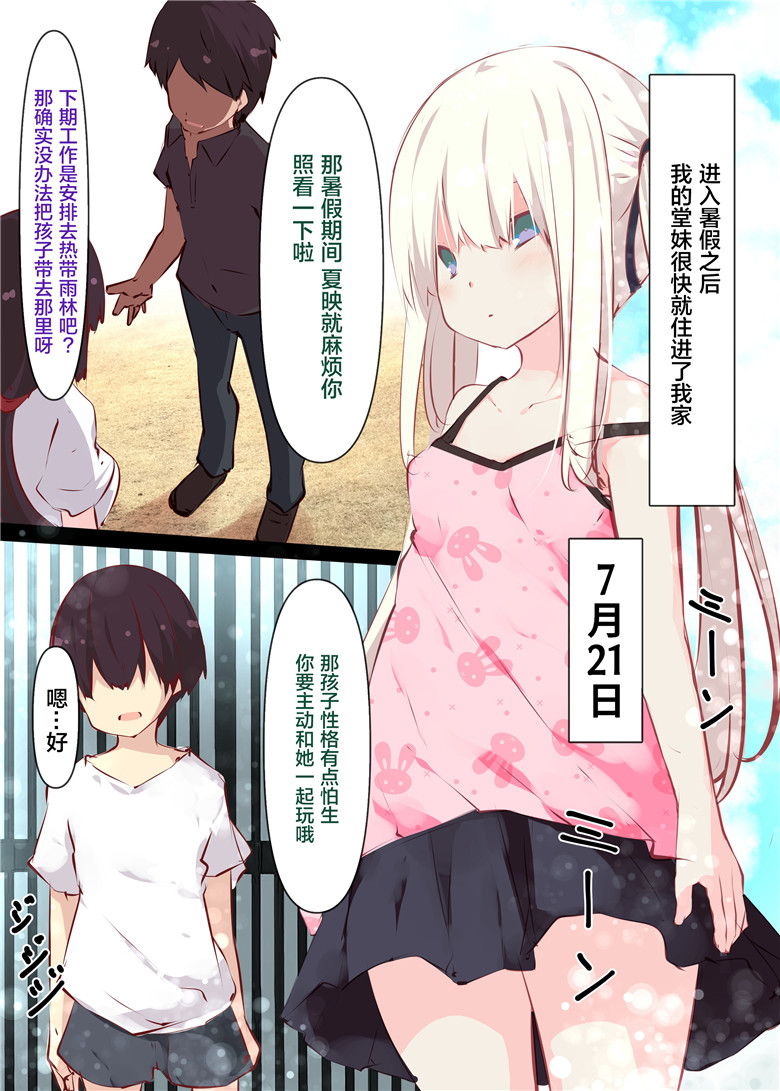 进入暑假之后
我的堂妹很快就住进了我家
那暑假期间 夏映就麻烦你
照看一下啦
下期工作是安排去热带雨林吧？
那确实没办法把孩子带去那里呀
7月21日
ミーン
ミーン
那孩子性格有点怕生
你要主动和她一起玩哦
嗯…好
ジジジジ